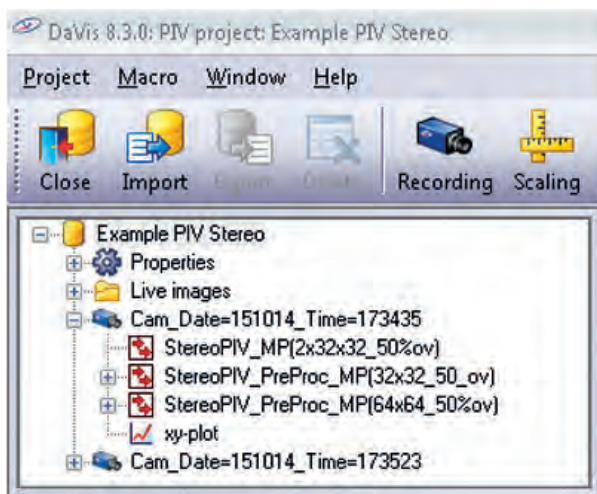 DaVis 8.3.0: PIV project: Example PIV Stereo
Project Macro Window Help
Close Import Export Delete Recording Scaling
Example PIV Stereo
Properties
Live images
Cam_Date=151014_Time=173435
StereoPIV_MP(2x32x32_50%ov)
StereoPIV_PreProc_MP(32x32_50_ov)
StereoPIV_PreProc_MP(64x64_50%ov)
xy-plot
Cam_Date=151014_Time=173523